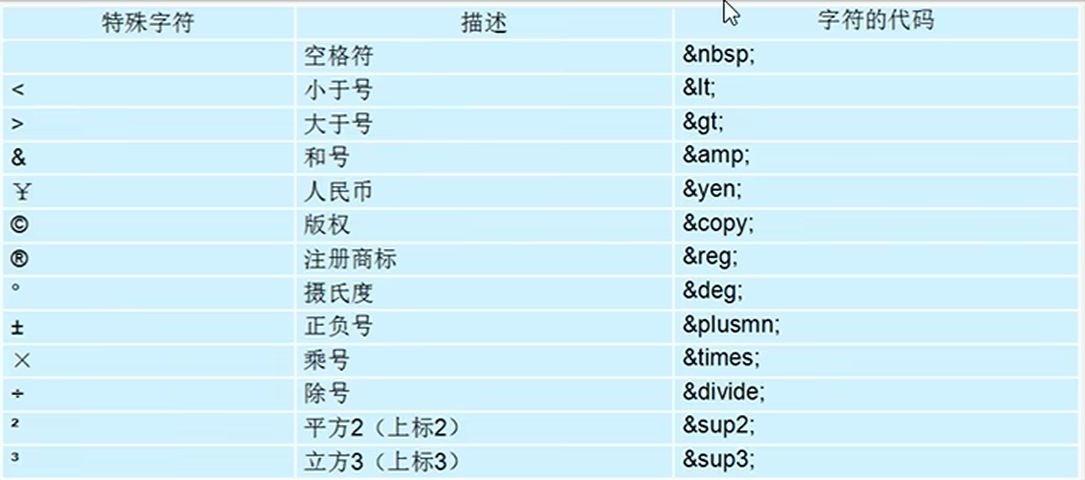 特殊字符 描述 字符的代码
空格符 &nbsp;
< 小于号 &lt;
> 大于号 &gt;
& 和号 &amp;
¥ 人民币 &yen;
© 版权 &copy;
® 注册商标 &reg;
° 摄氏度 &deg;
± 正负号 &plusmn;
× 乘号 &times;
÷ 除号 &divide;
² 平方2（上标2） &sup2;
³ 立方3（上标3） &sup3;